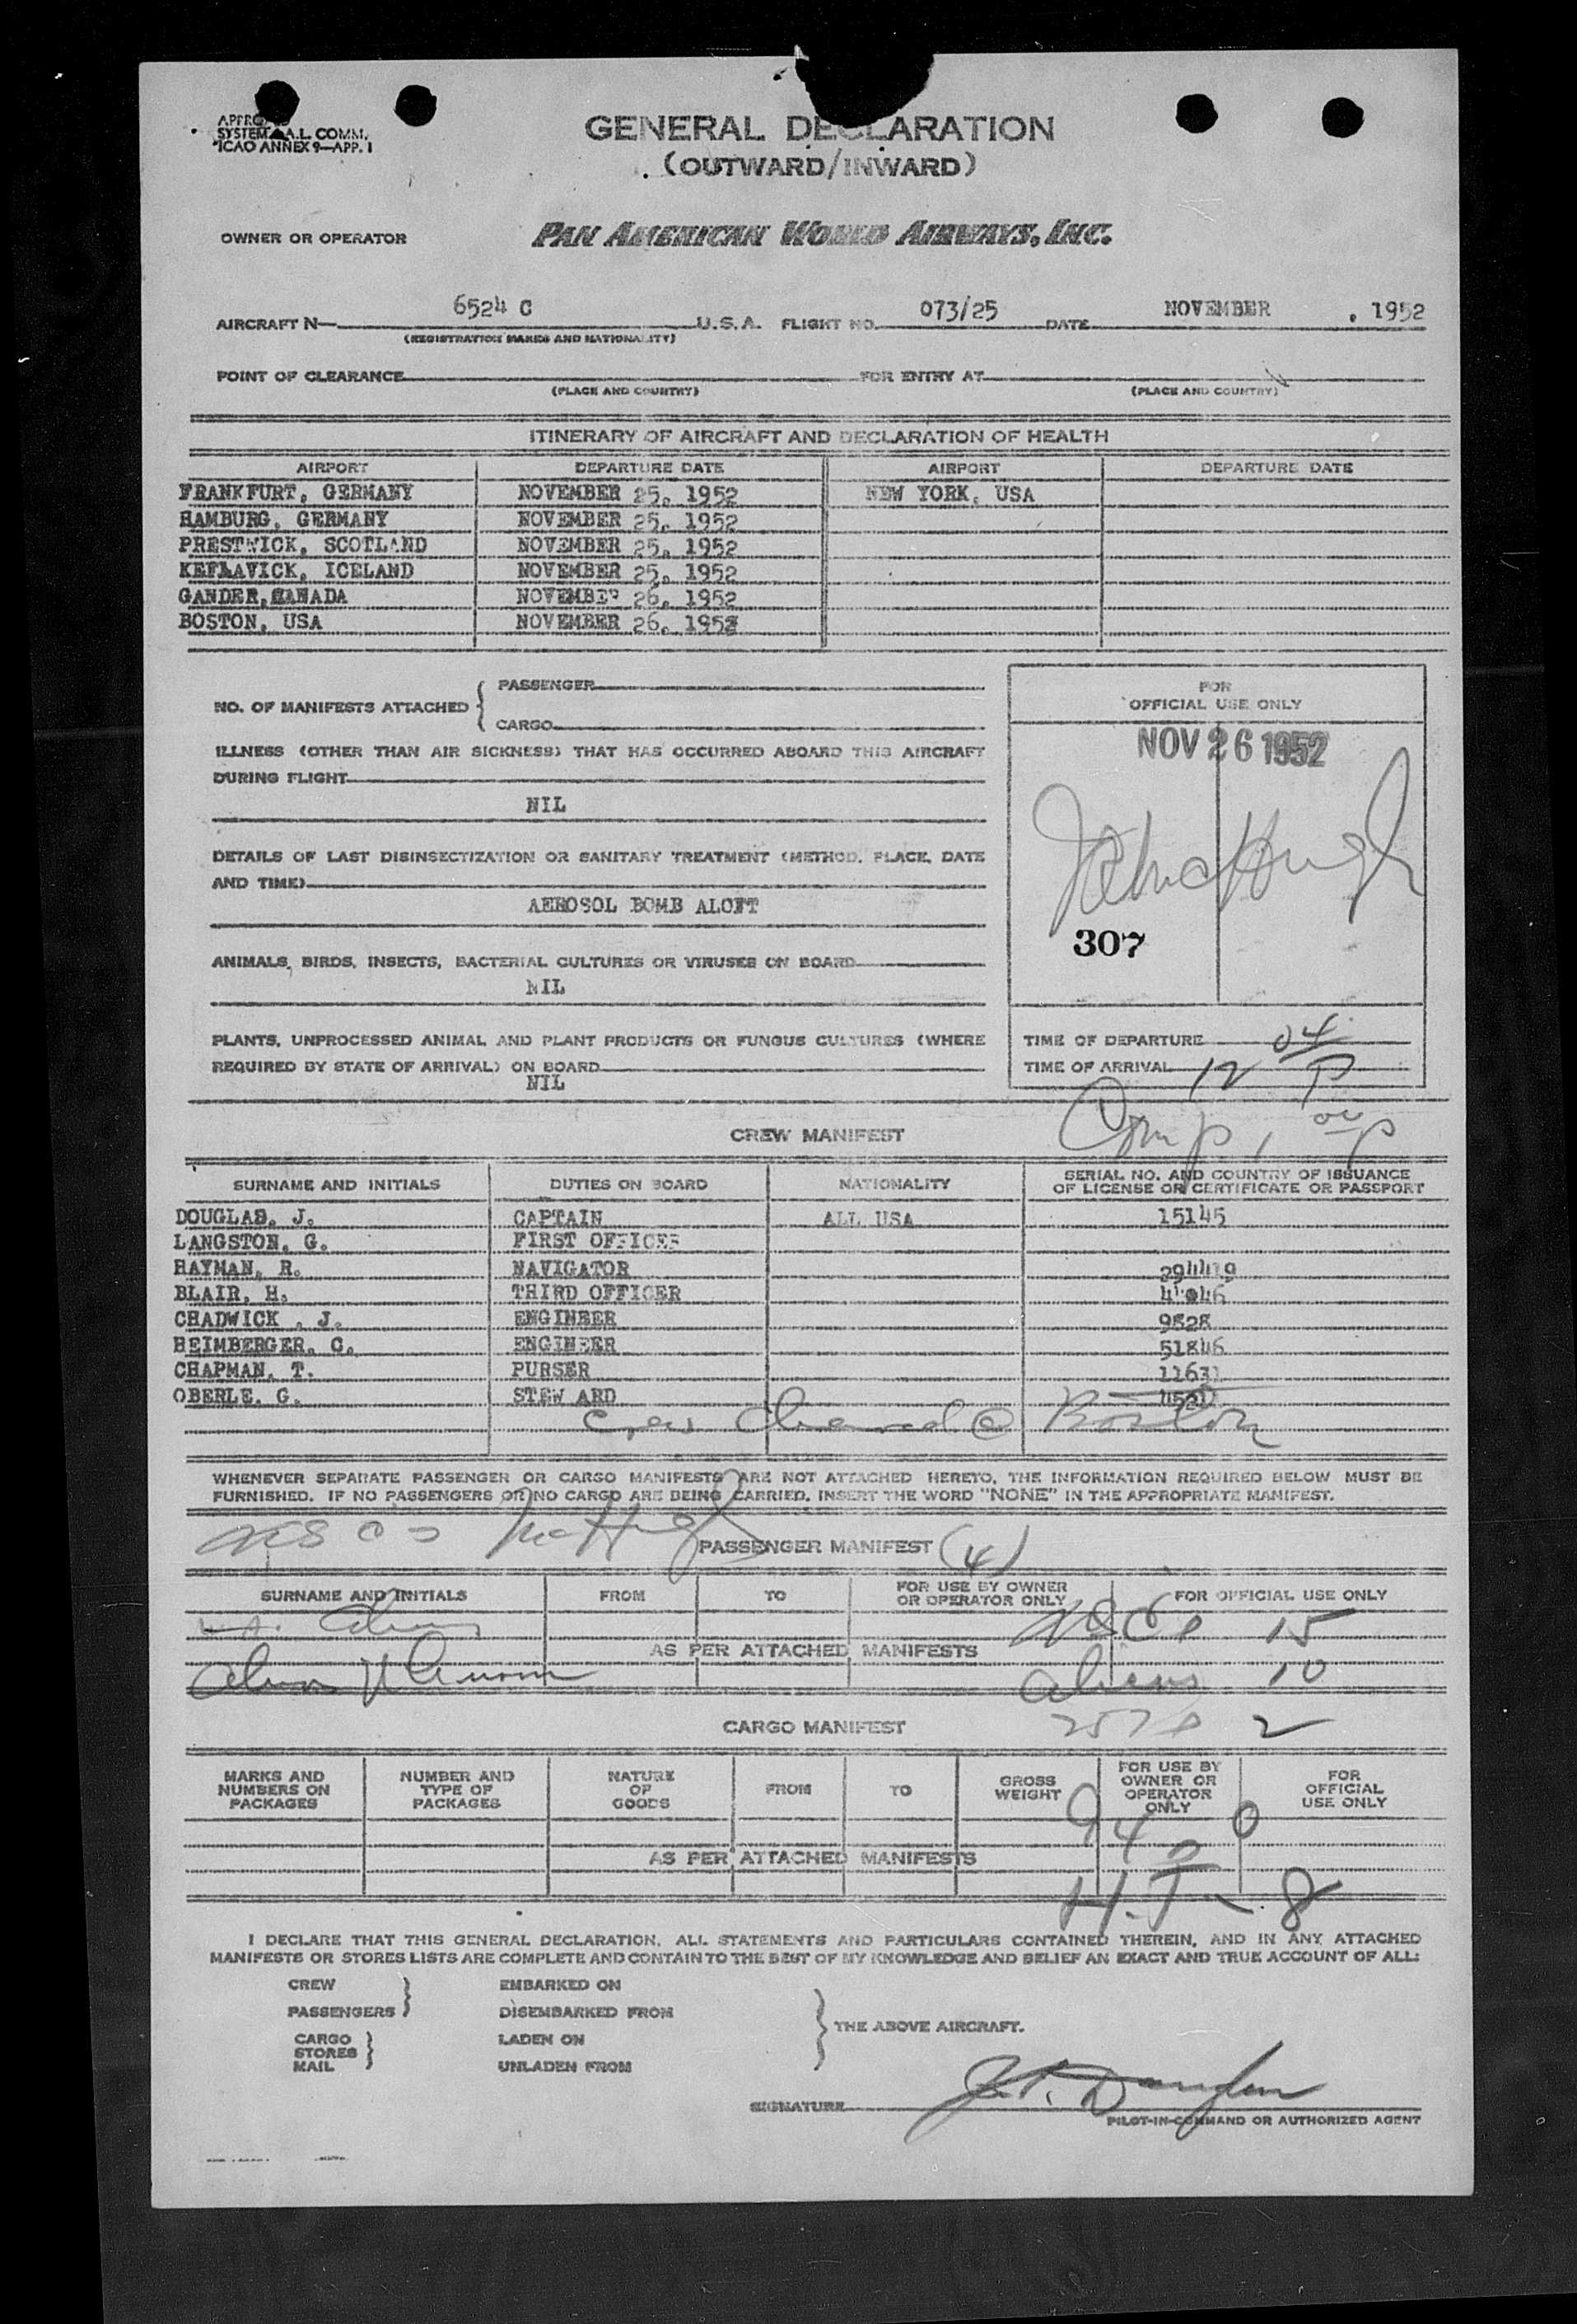 APPROVED
SYSTEM A.L. COMM.
ICAO ANNEX 9—APP. 1
GENERAL DECLARATION
(OUTWARD/INWARD)
OWNER OR OPERATOR PAN AMERICAN WORLD AIRWAYS, INC.
AIRCRAFT N— 6524 C U.S.A. FLIGHT NO. 073/25 DATE NOVEMBER , 1952
(REGISTRATION MARKS AND NATIONALITY)
POINT OF CLEARANCE FOR ENTRY AT
(PLACE AND COUNTRY) (PLACE AND COUNTRY)
ITINERARY OF AIRCRAFT AND DECLARATION OF HEALTH
AIRPORT DEPARTURE DATE AIRPORT DEPARTURE DATE
FRANKFURT, GERMANY NOVEMBER 25, 1952 NEW YORK, USA
HAMBURG, GERMANY NOVEMBER 25, 1952
PRESTWICK, SCOTLAND NOVEMBER 25, 1952
KEFLAVICK, ICELAND NOVEMBER 25, 1952
GANDER, CANADA NOVEMBER 26, 1952
BOSTON, USA NOVEMBER 26, 1952
NO. OF MANIFESTS ATTACHED { PASSENGER
CARGO
FOR
OFFICIAL USE ONLY
NOV 26 1952
ILLNESS (OTHER THAN AIR SICKNESS) THAT HAS OCCURRED ABOARD THIS AIRCRAFT
DURING FLIGHT
NIL
DETAILS OF LAST DISINSECTIZATION OR SANITARY TREATMENT (METHOD, PLACE, DATE
AND TIME)
AEROSOL BOMB ALOFT
307
ANIMALS, BIRDS, INSECTS, BACTERIAL CULTURES OR VIRUSES ON BOARD
NIL
PLANTS, UNPROCESSED ANIMAL AND PLANT PRODUCTS OR FUNGUS CULTURES (WHERE
REQUIRED BY STATE OF ARRIVAL) ON BOARD
NIL
TIME OF DEPARTURE
TIME OF ARRIVAL 12 04 P
CREW MANIFEST
SURNAME AND INITIALS DUTIES ON BOARD NATIONALITY SERIAL NO. AND COUNTRY OF ISSUANCE
OF LICENSE OR CERTIFICATE OR PASSPORT
DOUGLAS, J. CAPTAIN ALL USA 15145
LANGSTON, G. FIRST OFFICER
HAYMAN, R. NAVIGATOR
BLAIR, H. THIRD OFFICER
CHADWICK , J. ENGINEER 9828
HEIMBERGER, C. ENGINEER 51846
CHAPMAN, T. PURSER 11631
OBERLE, G. STEW ARD
Crew Cleared @ Boston
WHENEVER SEPARATE PASSENGER OR CARGO MANIFESTS ARE NOT ATTACHED HERETO, THE INFORMATION REQUIRED BELOW MUST BE
FURNISHED. IF NO PASSENGERS OR NO CARGO ARE BEING CARRIED, INSERT THE WORD "NONE" IN THE APPROPRIATE MANIFEST.
PASSENGER MANIFEST (4)
SURNAME AND INITIALS FROM TO FOR USE BY OWNER
OR OPERATOR ONLY FOR OFFICIAL USE ONLY
15
AS PER ATTACHED MANIFESTS
Aliens 10
CARGO MANIFEST 2
MARKS AND
NUMBERS ON
PACKAGES
NUMBER AND
TYPE OF
PACKAGES
NATURE
OF
GOODS
FROM
TO
GROSS
WEIGHT
FOR USE BY
OWNER OR
OPERATOR
ONLY
FOR
OFFICIAL
USE ONLY
AS PER ATTACHED MANIFESTS
8
I DECLARE THAT THIS GENERAL DECLARATION, ALL STATEMENTS AND PARTICULARS CONTAINED THEREIN, AND IN ANY ATTACHED
MANIFESTS OR STORES LISTS ARE COMPLETE AND CONTAIN TO THE BEST OF MY KNOWLEDGE AND BELIEF AN EXACT AND TRUE ACCOUNT OF ALL:
CREW EMBARKED ON
PASSENGERS DISEMBARKED FROM
THE ABOVE AIRCRAFT.
CARGO LADEN ON
STORES
MAIL UNLADEN FROM
SIGNATURE
PILOT-IN-COMMAND OR AUTHORIZED AGENT